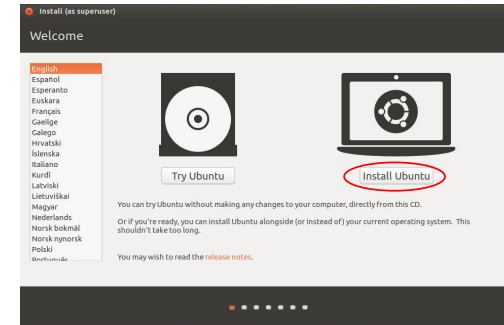 Install (as superuser)
Welcome
English
Español
Esperanto
Euskara
Français
Gaeilge
Galego
Hrvatski
Íslenska
Italiano
Kurdî
Latviski
Lietuviškai
Magyar
Nederlands
Norsk bokmål
Norsk nynorsk
Polski
Português
Try Ubuntu
Install Ubuntu
You can try Ubuntu without making any changes to your computer, directly from this CD.
Or if you're ready, you can install Ubuntu alongside (or instead of) your current operating system. This
shouldn't take too long.
You may wish to read the release notes.